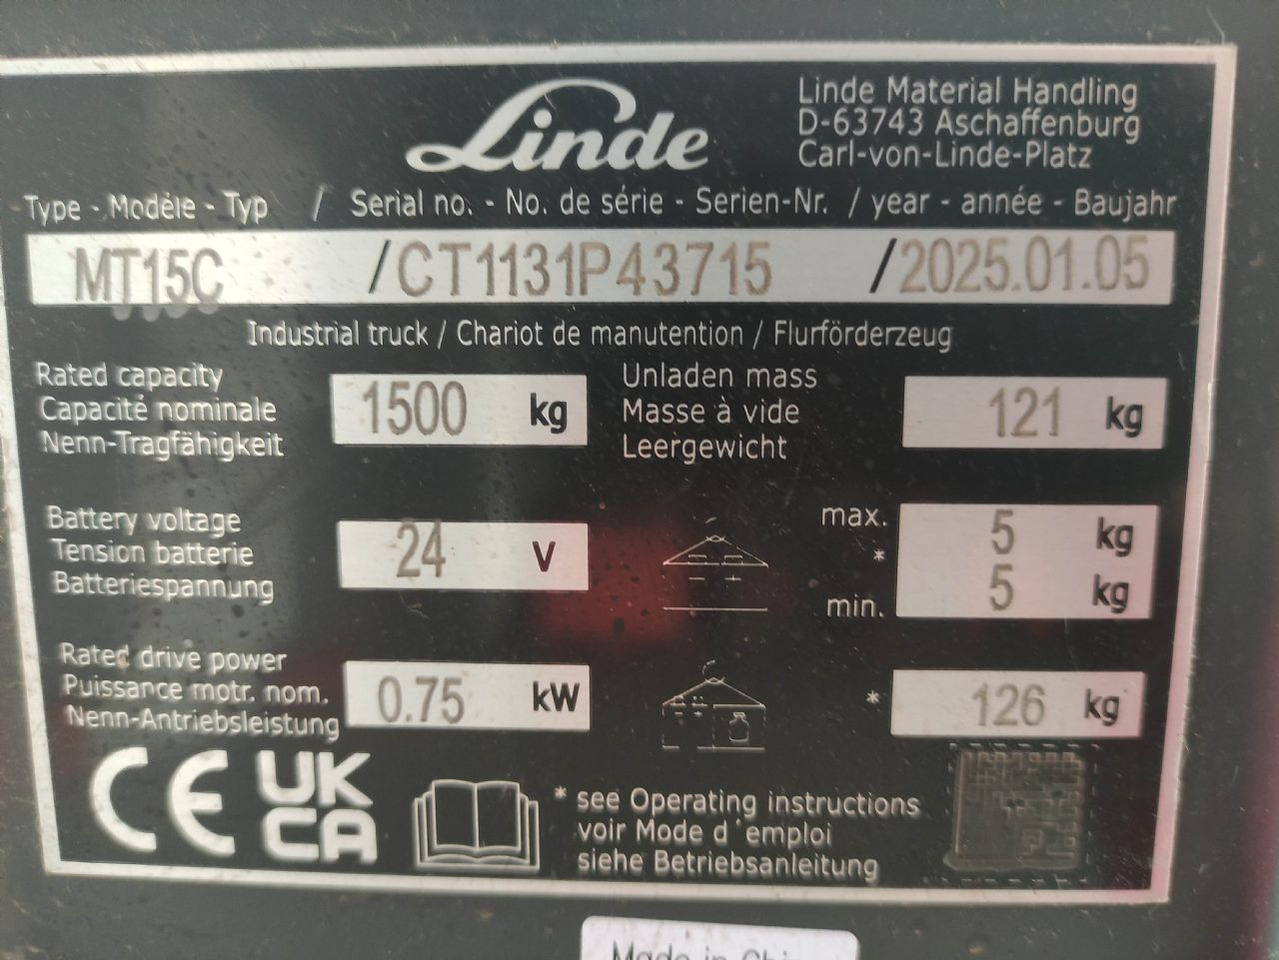 Linde
Linde Material Handling
D-63743 Aschaffenburg
Carl-von-Linde-Platz
Type - Modèle - Typ / Serial no. - No. de série - Serien-Nr. / year - année - Baujahr
MT15C /CT1131P43715 /2025.01.05
Industrial truck / Chariot de manutention / Flurförderzeug
Rated capacity
Capacité nominale
Nenn-Tragfähigkeit
1500 kg
Unladen mass
Masse à vide
Leergewicht
121 kg
Battery voltage
Tension batterie
Batteriespannung
24 V
max. 5 kg
*
min. 5 kg
Rated drive power
Puissance motr. nom.
Nenn-Antriebsleistung
0.75 kW
* 126 kg
CE UK
CA
* see Operating instructions
voir Mode d'emploi
siehe Betriebsanleitung
Made in